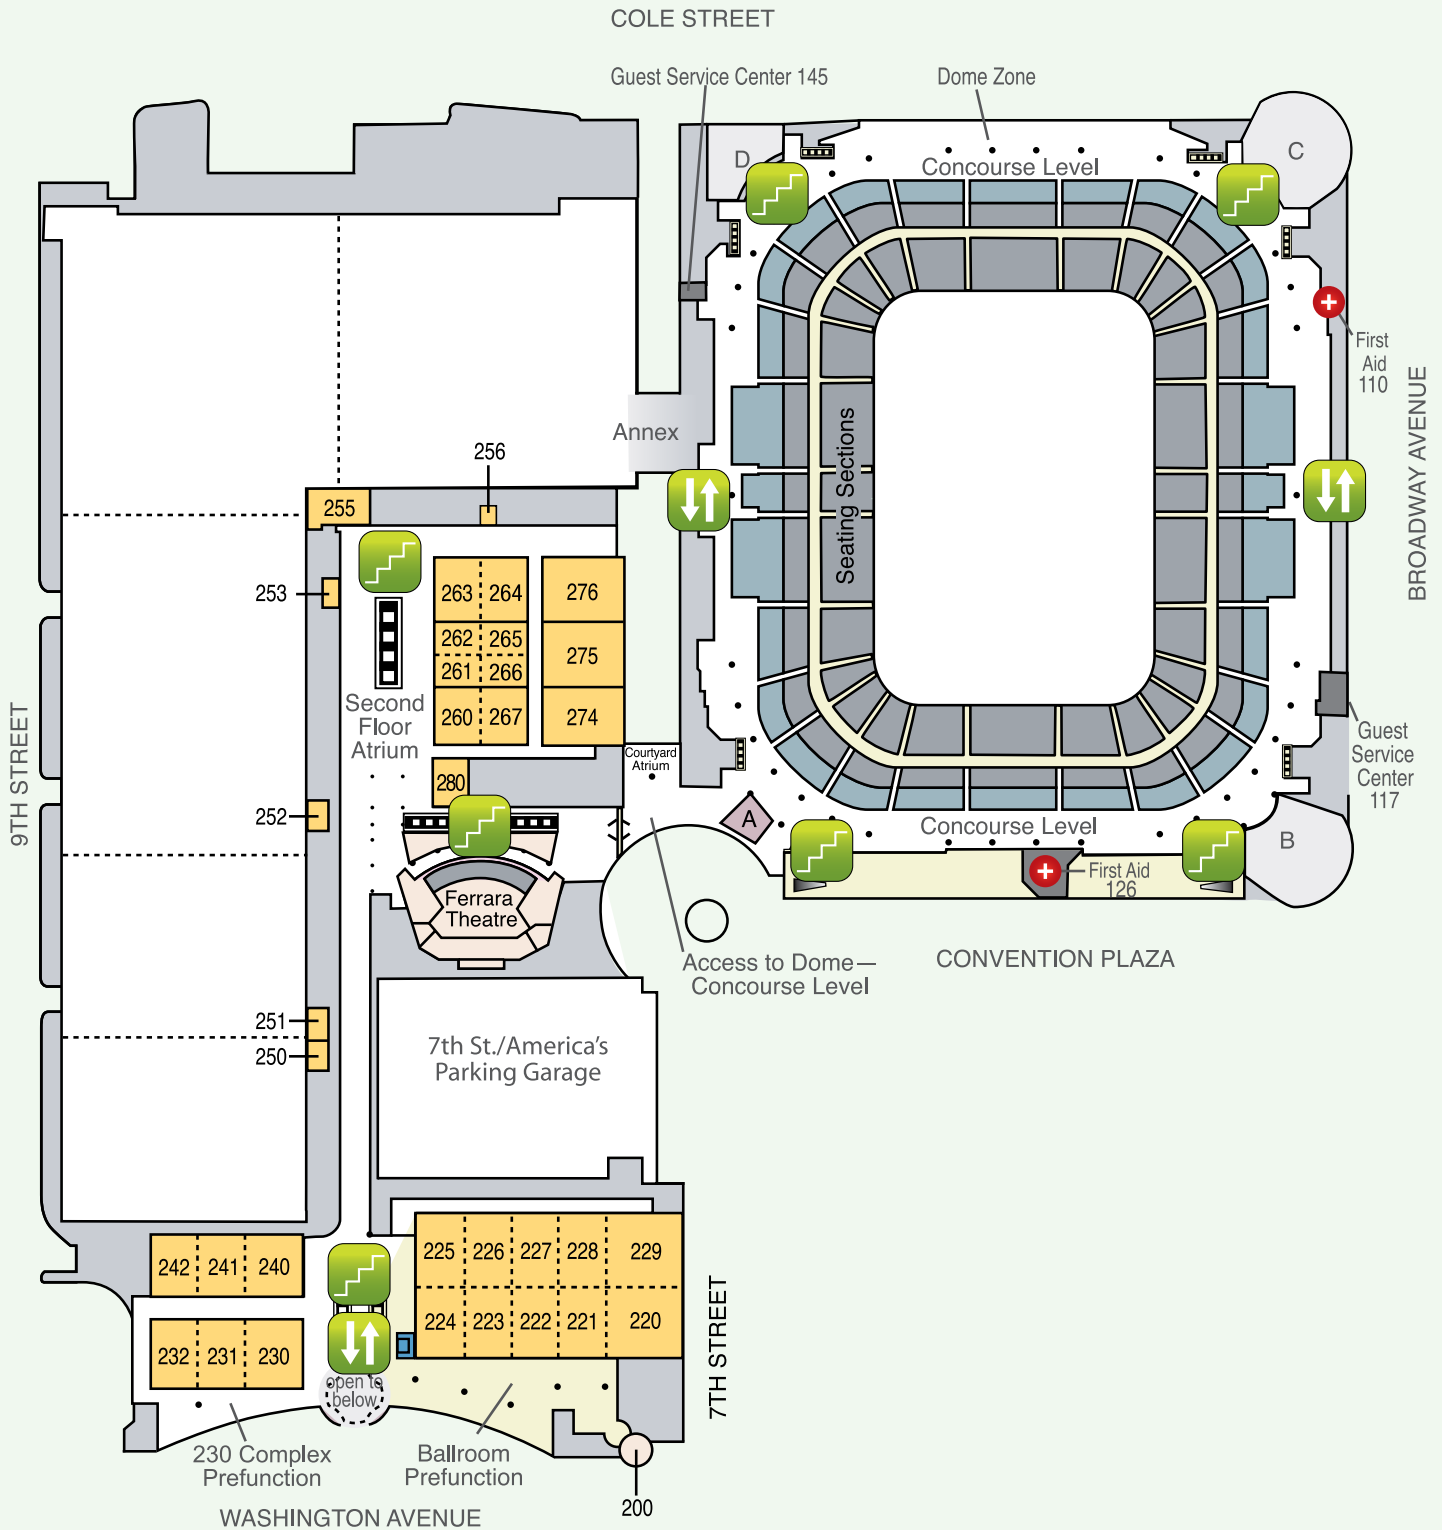 COLE STREET
Guest Service Center 145
Dome Zone
D
C
Concourse Level
First
Aid
110
Annex
BROADWAY AVENUE
256
255
Seating Sections
253
263 264
276
262 265
275
261 266
260 267
274
Second
Floor
Atrium
9TH STREET
Courtyard
Atrium
Guest
Service
Center
117
280
252
A
Concourse Level
B
First Aid
126
Ferrara
Theatre
Access to Dome—
Concourse Level
CONVENTION PLAZA
251
250
7th St./America's
Parking Garage
225 226 227 228 229
242 241 240
224 223 222 221 220
232 231 230
7TH STREET
open to
below
230 Complex
Prefunction
Ballroom
Prefunction
200
WASHINGTON AVENUE